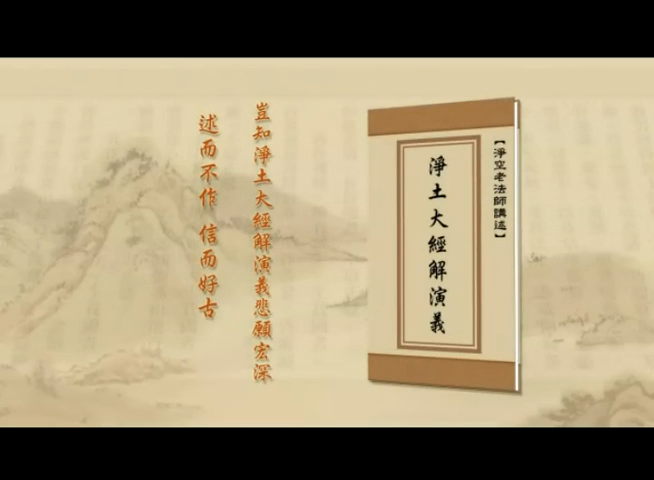 【淨空老法師講述】
淨土大經解演義
豈知淨土大經解演義悲願宏深
述而不作 信而好古